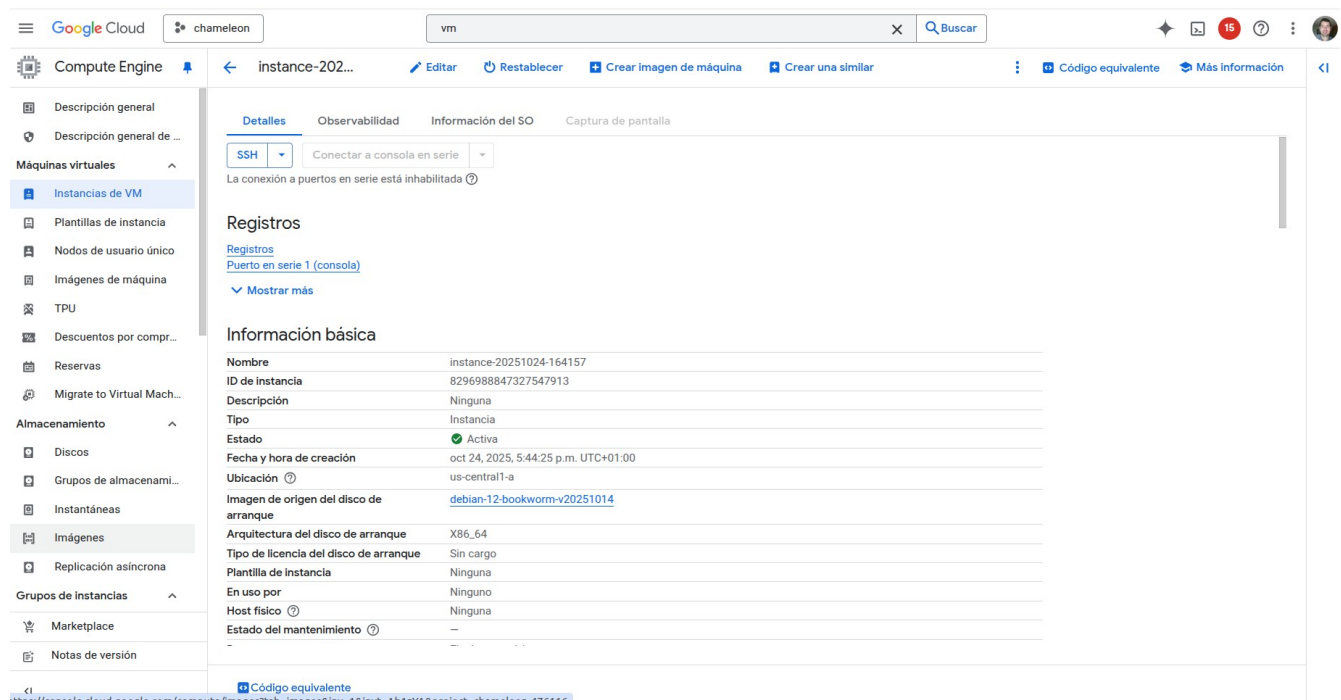 Google Cloud
chameleon
vm
Buscar
15
Compute Engine
instance-202...
Editar
Restablecer
Crear imagen de máquina
Crear una similar
Código equivalente
Más información
Descripción general
Descripción general de ...
Máquinas virtuales
Instancias de VM
Plantillas de instancia
Nodos de usuario único
Imágenes de máquina
TPU
Descuentos por compr...
Reservas
Migrate to Virtual Mach...
Almacenamiento
Discos
Grupos de almacenami...
Instantáneas
Imágenes
Replicación asíncrona
Grupos de instancias
Marketplace
Notas de versión
Detalles
Observabilidad
Información del SO
Captura de pantalla
SSH
Conectar a consola en serie
La conexión a puertos en serie está inhabilitada
Registros
Registros
Puerto en serie 1 (consola)
Mostrar más
Información básica
Nombre instance-20251024-164157
ID de instancia 8296988847327547913
Descripción Ninguna
Tipo Instancia
Estado Activa
Fecha y hora de creación oct 24, 2025, 5:44:25 p.m. UTC+01:00
Ubicación us-central1-a
Imagen de origen del disco de debian-12-bookworm-v20251014
arranque
Arquitectura del disco de arranque X86_64
Tipo de licencia del disco de arranque Sin cargo
Plantilla de instancia Ninguna
En uso por Ninguno
Host físico Ninguna
Estado del mantenimiento —
Código equivalente